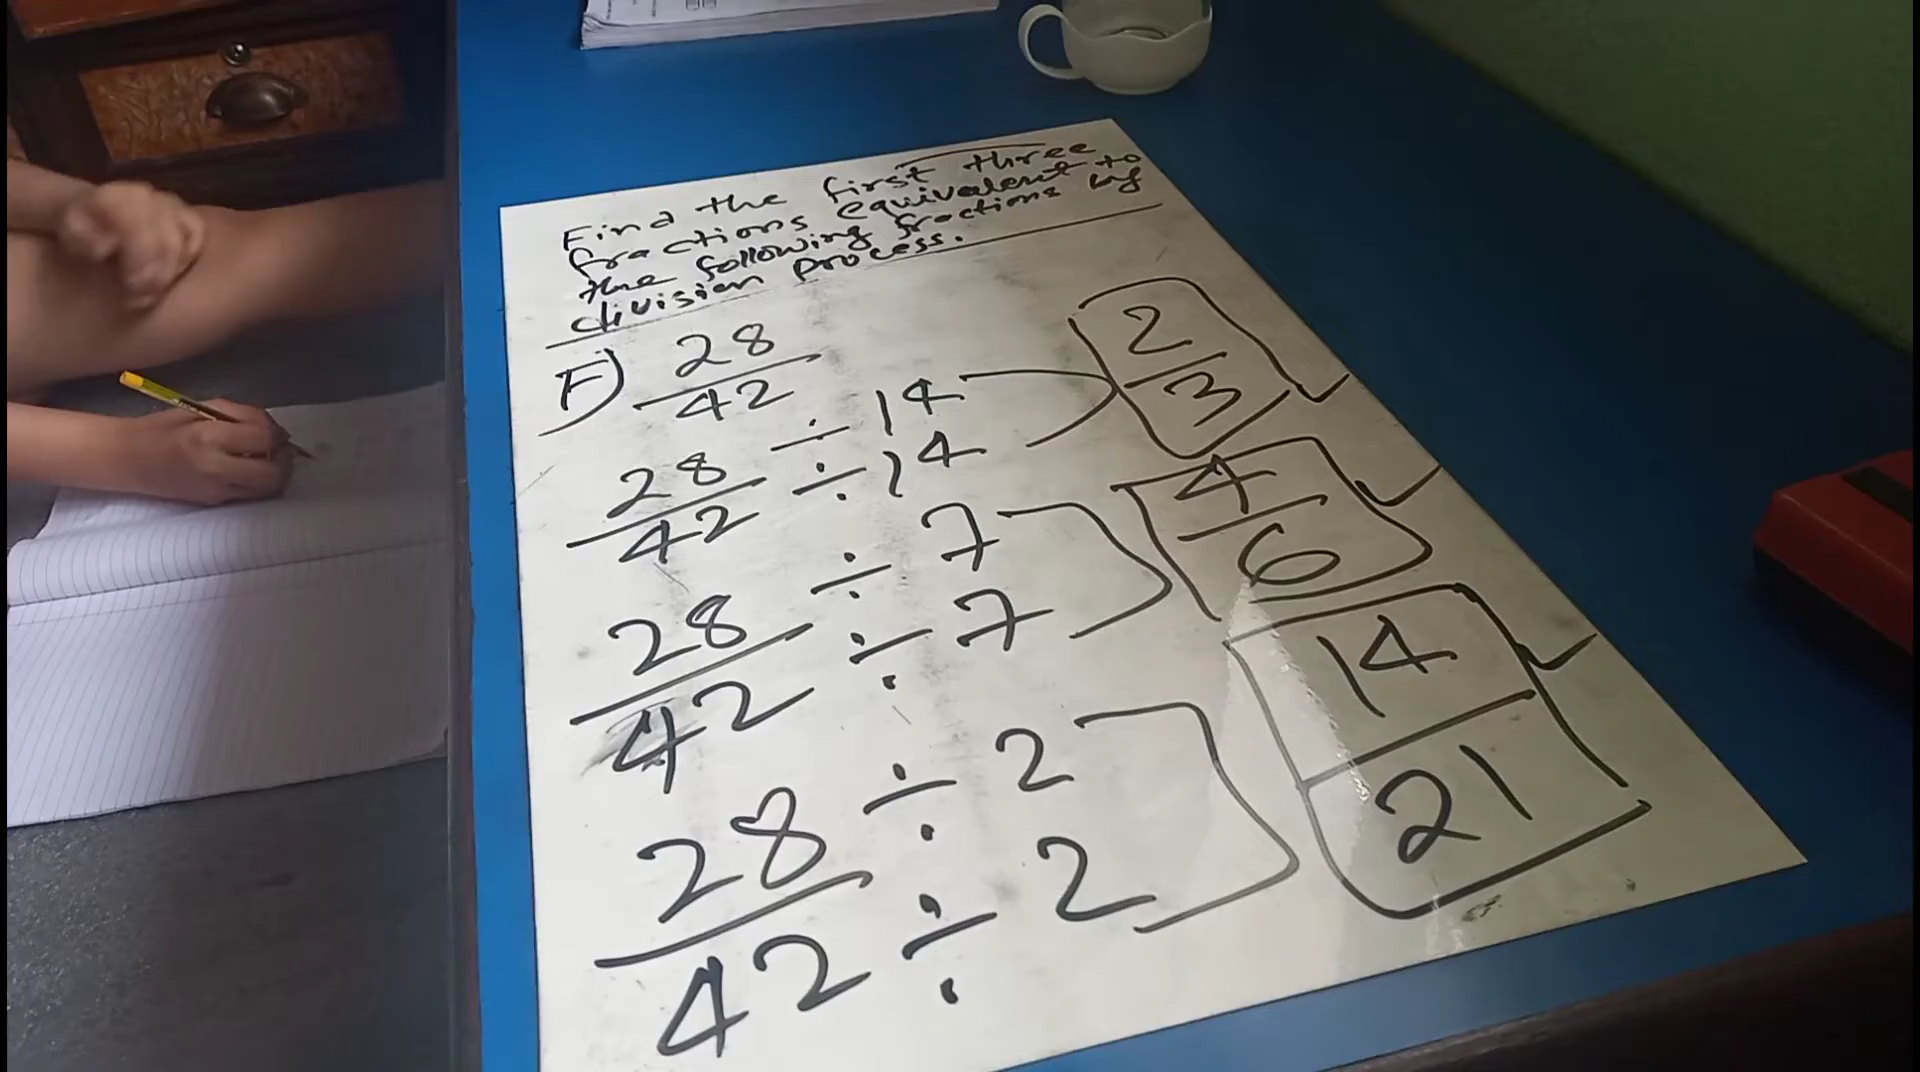 Find the first three
fractions equivalent to
the following fractions by
division process.
F) 28/42
28 ÷ 14 / 42 ÷ 14
2/3
28 ÷ 7 / 42 ÷ 7
4/6
28 ÷ 2 / 42 ÷ 2
14/21